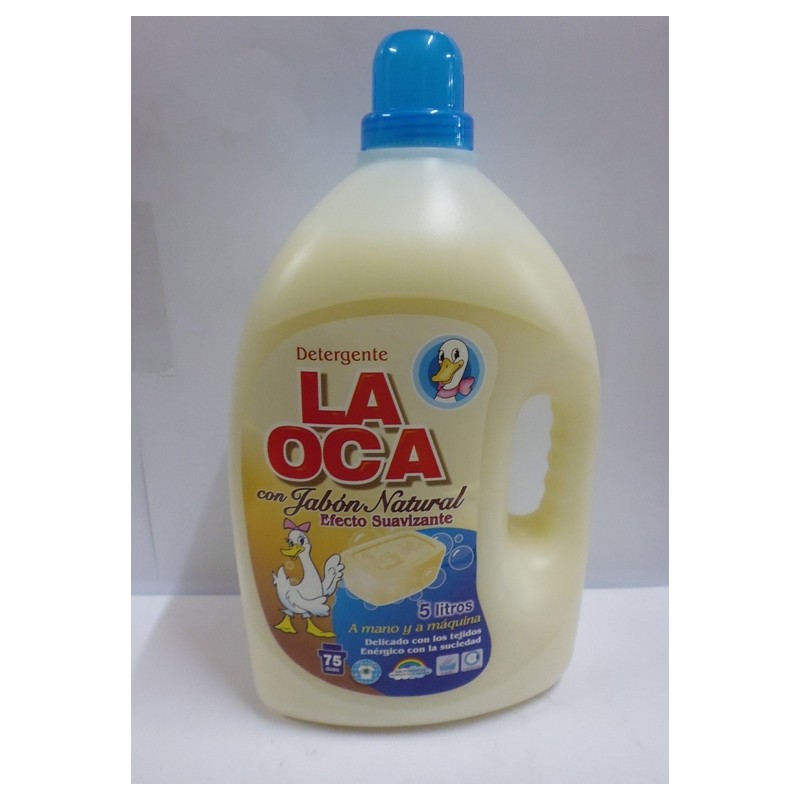 Detergente
LA
OCA
con Jabón Natural
Efecto Suavizante
5 litros
A mano y a máquina
Delicado con los tejidos
Enérgico con la suciedad
75